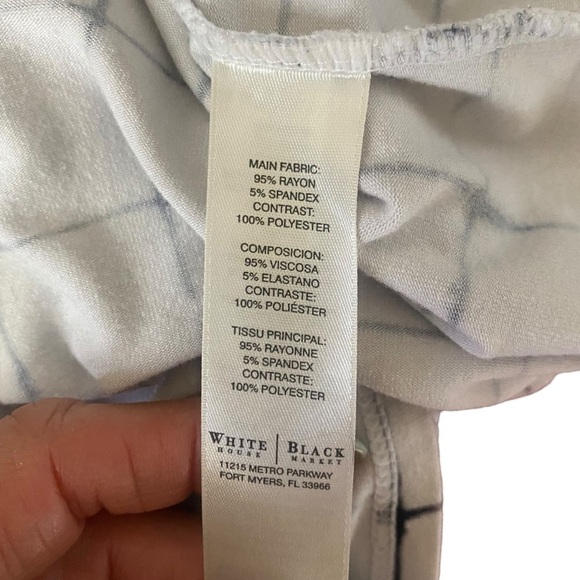 MAIN FABRIC:
95% RAYON
5% SPANDEX
CONTRAST:
100% POLYESTER
COMPOSICION:
95% VISCOSA
5% ELASTANO
CONTRASTE:
100% POLIÉSTER
TISSU PRINCIPAL:
95% RAYONNE
5% SPANDEX
CONTRASTE:
100% POLYESTER
WHITE | BLACK
HOUSE MARKET
11215 METRO PARKWAY
FORT MYERS, FL 33966